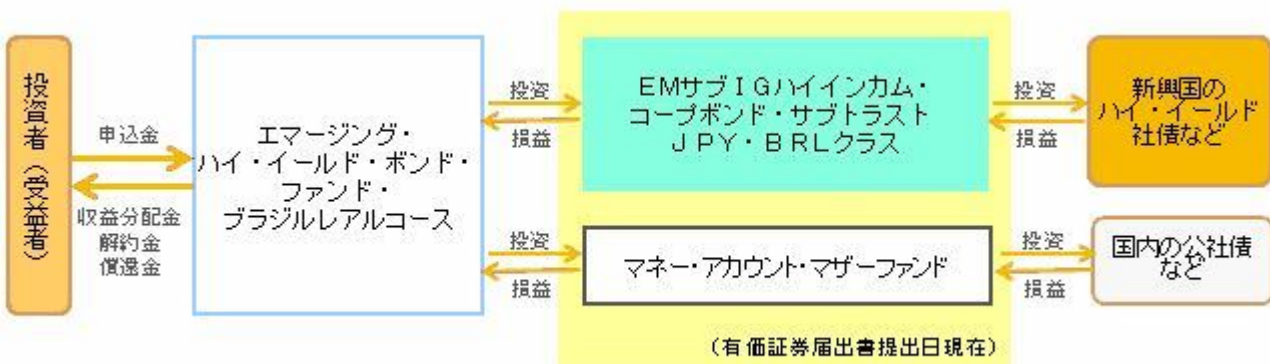 投資者（受益者）
申込金
収益分配金
解約金
償還金
エマージング・
ハイ・イールド・ボンド・
ファンド・
ブラジルレアルコース
投資
損益
投資
損益
EMサブIGハイインカム・
コープボンド・サブトラスト
JPY・BRLクラス
マネー・アカウント・マザーファンド
（有価証券届出書提出日現在）
投資
損益
投資
損益
新興国の
ハイ・イールド
社債など
国内の公社債
など